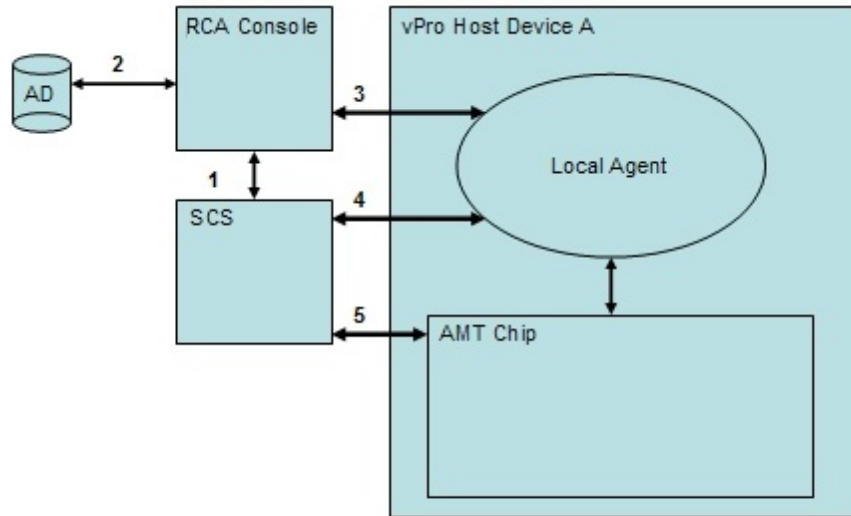 RCA Console
vPro Host Device A
2
AD
3
Local Agent
1
4
SCS
5
AMT Chip